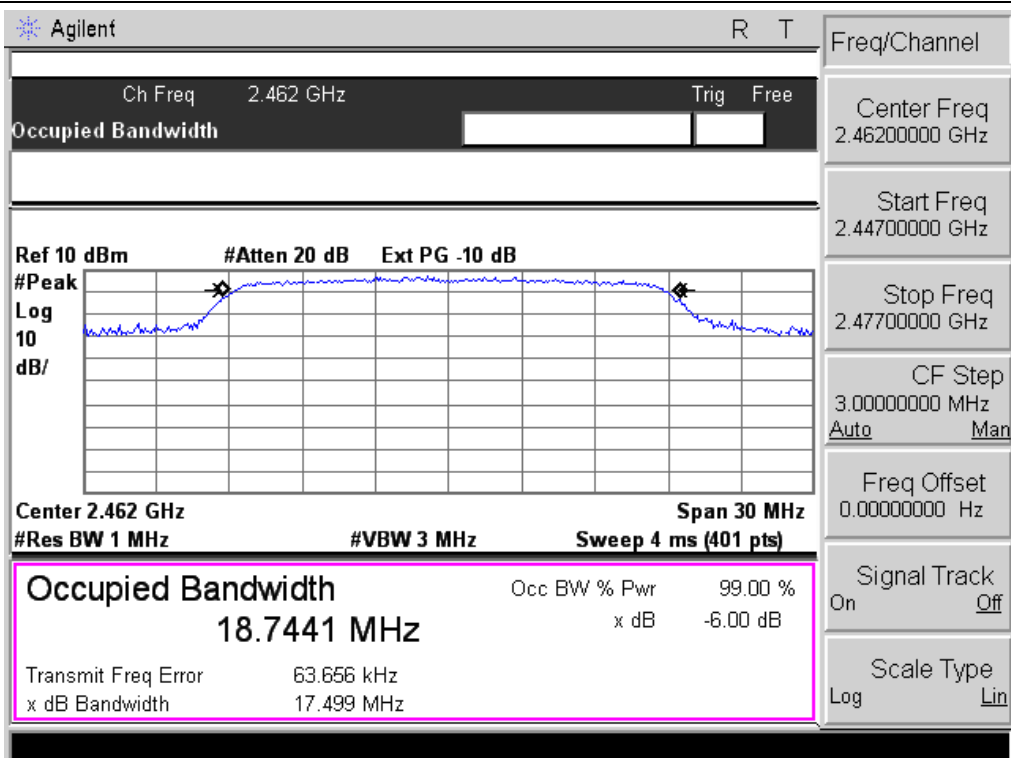 Agilent R T
Ch Freq 2.462 GHz Trig Free
Occupied Bandwidth
Ref 10 dBm #Atten 20 dB Ext PG -10 dB
#Peak
Log
10
dB/
Center 2.462 GHz Span 30 MHz
#Res BW 1 MHz #VBW 3 MHz Sweep 4 ms (401 pts)
Occupied Bandwidth
18.7441 MHz
Occ BW % Pwr 99.00 %
x dB -6.00 dB
Transmit Freq Error 63.656 kHz
x dB Bandwidth 17.499 MHz
Freq/Channel
Center Freq
2.46200000 GHz
Start Freq
2.44700000 GHz
Stop Freq
2.47700000 GHz
CF Step
3.00000000 MHz
Auto Man
Freq Offset
0.00000000 Hz
Signal Track
On Off
Scale Type
Log Lin